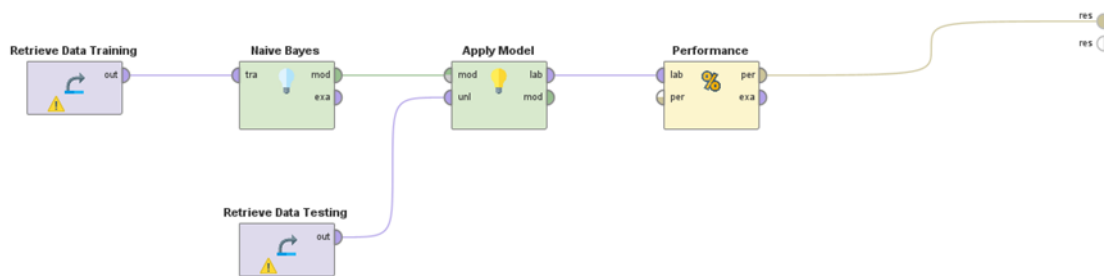 res
res
Retrieve Data Training
out
Naive Bayes
tra
mod
exa
Apply Model
mod
lab
unl
mod
Performance
lab
per
per
exa
Retrieve Data Testing
out